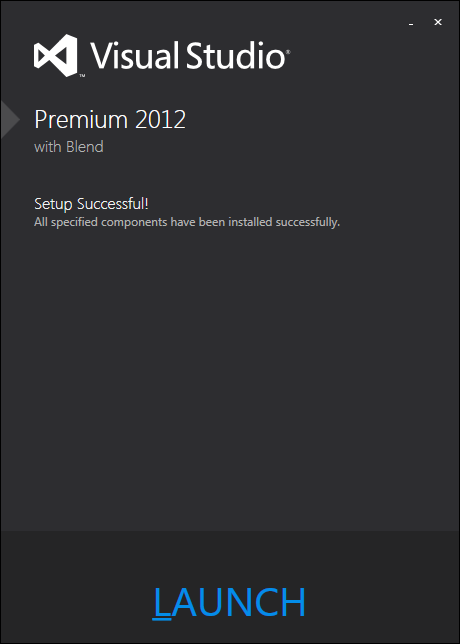 Visual Studio®
Premium 2012
with Blend
Setup Successful!
All specified components have been installed successfully.
LAUNCH